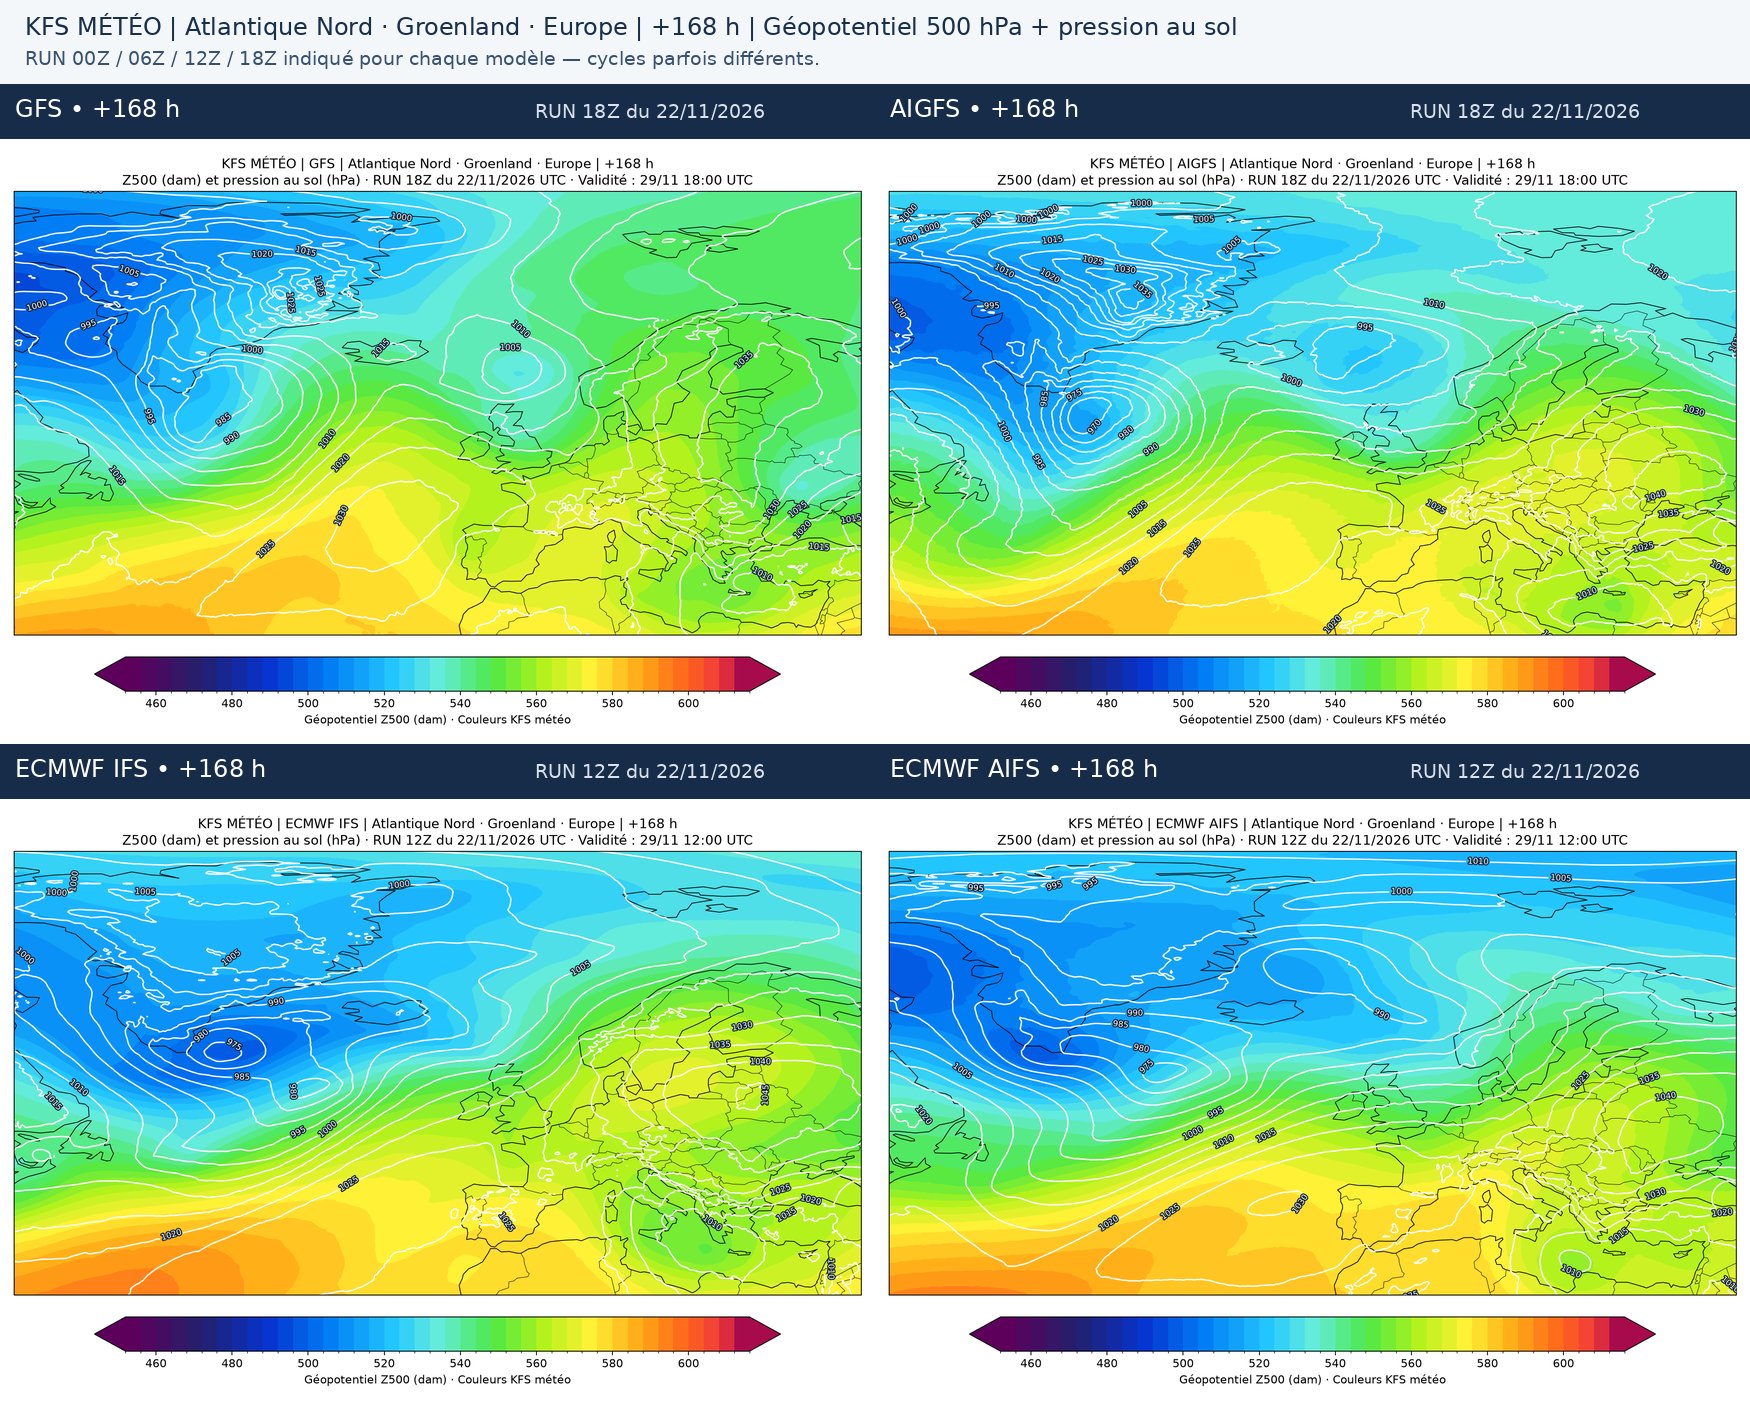 KFS MÉTÉO | Atlantique Nord · Groenland · Europe | +168 h | Géopotentiel 500 hPa + pression au sol
RUN 00Z / 06Z / 12Z / 18Z indiqué pour chaque modèle — cycles parfois différents.
GFS • +168 h
RUN 18Z du 22/11/2026
AIGFS • +168 h
RUN 18Z du 22/11/2026
KFS MÉTÉO | GFS | Atlantique Nord · Groenland · Europe | +168 h
Z500 (dam) et pression au sol (hPa) · RUN 18Z du 22/11/2026 UTC · Validité : 29/11 18:00 UTC
KFS MÉTÉO | AIGFS | Atlantique Nord · Groenland · Europe | +168 h
Z500 (dam) et pression au sol (hPa) · RUN 18Z du 22/11/2026 UTC · Validité : 29/11 18:00 UTC
460 480 500 520 540 560 580 600
Géopotentiel Z500 (dam) · Couleurs KFS météo
460 480 500 520 540 560 580 600
Géopotentiel Z500 (dam) · Couleurs KFS météo
ECMWF IFS • +168 h
RUN 12Z du 22/11/2026
ECMWF AIFS • +168 h
RUN 12Z du 22/11/2026
KFS MÉTÉO | ECMWF IFS | Atlantique Nord · Groenland · Europe | +168 h
Z500 (dam) et pression au sol (hPa) · RUN 12Z du 22/11/2026 UTC · Validité : 29/11 12:00 UTC
KFS MÉTÉO | ECMWF AIFS | Atlantique Nord · Groenland · Europe | +168 h
Z500 (dam) et pression au sol (hPa) · RUN 12Z du 22/11/2026 UTC · Validité : 29/11 12:00 UTC
460 480 500 520 540 560 580 600
Géopotentiel Z500 (dam) · Couleurs KFS météo
460 480 500 520 540 560 580 600
Géopotentiel Z500 (dam) · Couleurs KFS météo